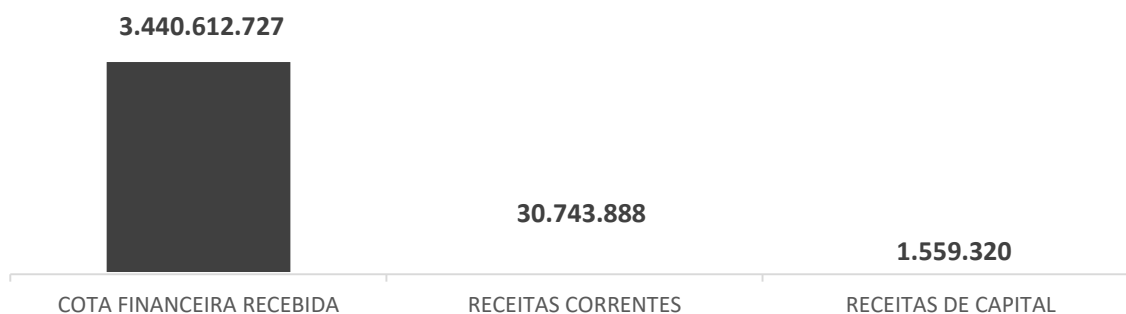 3.440.612.727
30.743.888
1.559.320
COTA FINANCEIRA RECEBIDA
RECEITAS CORRENTES
RECEITAS DE CAPITAL